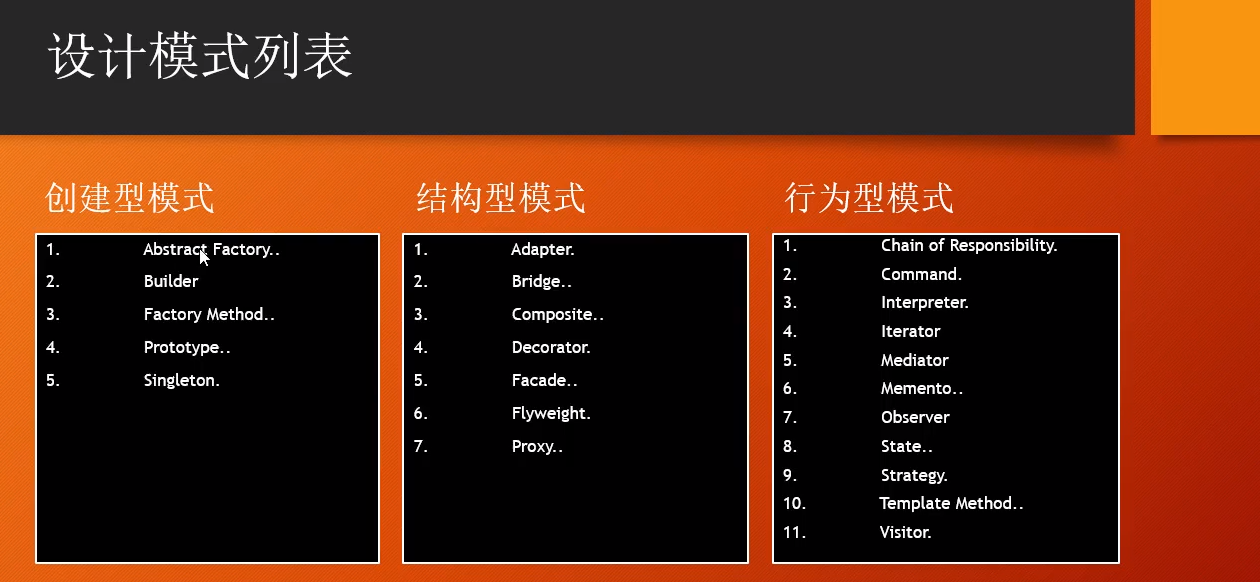 设计模式列表
创建型模式
1. Abstract Factory..
2. Builder
3. Factory Method..
4. Prototype..
5. Singleton.
结构型模式
1. Adapter.
2. Bridge..
3. Composite..
4. Decorator.
5. Facade..
6. Flyweight.
7. Proxy..
行为型模式
1. Chain of Responsibility.
2. Command.
3. Interpreter.
4. Iterator
5. Mediator
6. Memento..
7. Observer
8. State..
9. Strategy.
10. Template Method..
11. Visitor.